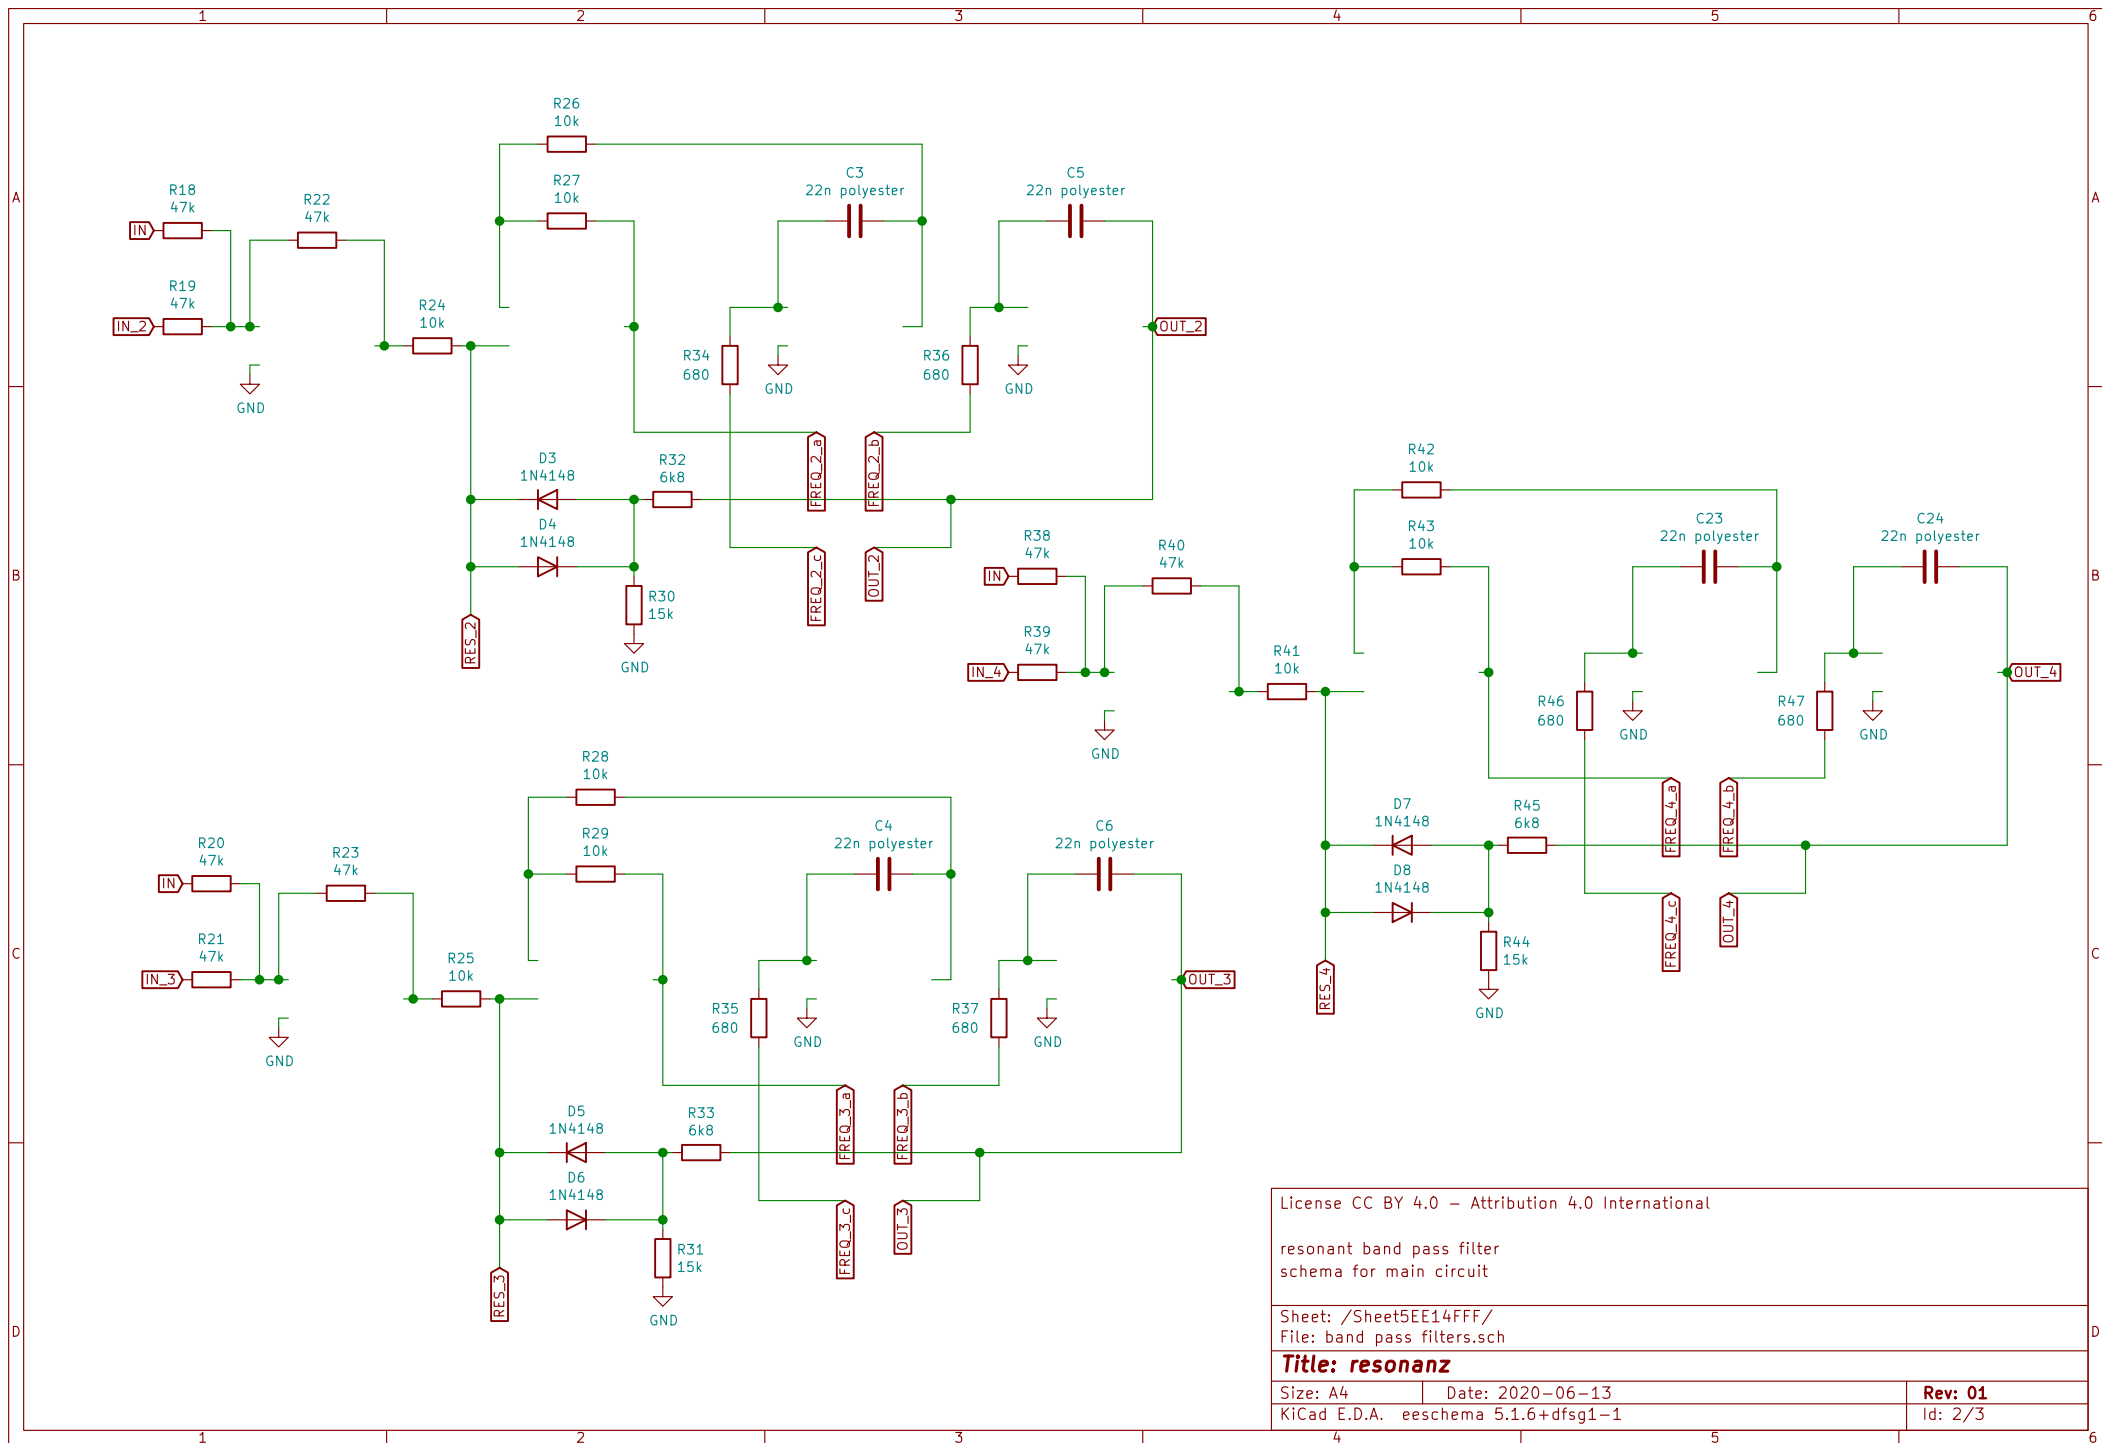 1 2 3 4 5 6
A
A
B
B
C
C
D
D
R26
10k
R27
10k
C3
22n polyester
C5
22n polyester
R18
47k
IN
R22
47k
R19
47k
IN_2
R24
10k
GND
R34
680
GND
R36
680
GND
OUT_2
FREQ_2_a
FREQ_2_b
D3
1N4148
R32
6k8
D4
1N4148
FREQ_2_c
OUT_2
R30
15k
GND
RES_2
R42
10k
R43
10k
C23
22n polyester
C24
22n polyester
R38
47k
IN
R40
47k
R39
47k
IN_4
R41
10k
GND
R46
680
GND
R47
680
GND
OUT_4
FREQ_4_a
FREQ_4_b
D7
1N4148
R45
6k8
D8
1N4148
FREQ_4_c
OUT_4
R44
15k
GND
RES_4
R28
10k
R29
10k
C4
22n polyester
C6
22n polyester
R20
47k
IN
R23
47k
R21
47k
IN_3
R25
10k
GND
R35
680
GND
R37
680
GND
OUT_3
FREQ_3_a
FREQ_3_b
D5
1N4148
R33
6k8
D6
1N4148
FREQ_3_c
OUT_3
R31
15k
GND
RES_3
License CC BY 4.0 – Attribution 4.0 International
resonant band pass filter
schema for main circuit
Sheet: /Sheet5EE14FFF/
File: band pass filters.sch
Title: resonanz
Size: A4 Date: 2020-06-13 Rev: 01
KiCad E.D.A. eeschema 5.1.6+dfsg1-1 Id: 2/3
1 2 3 4 5 6